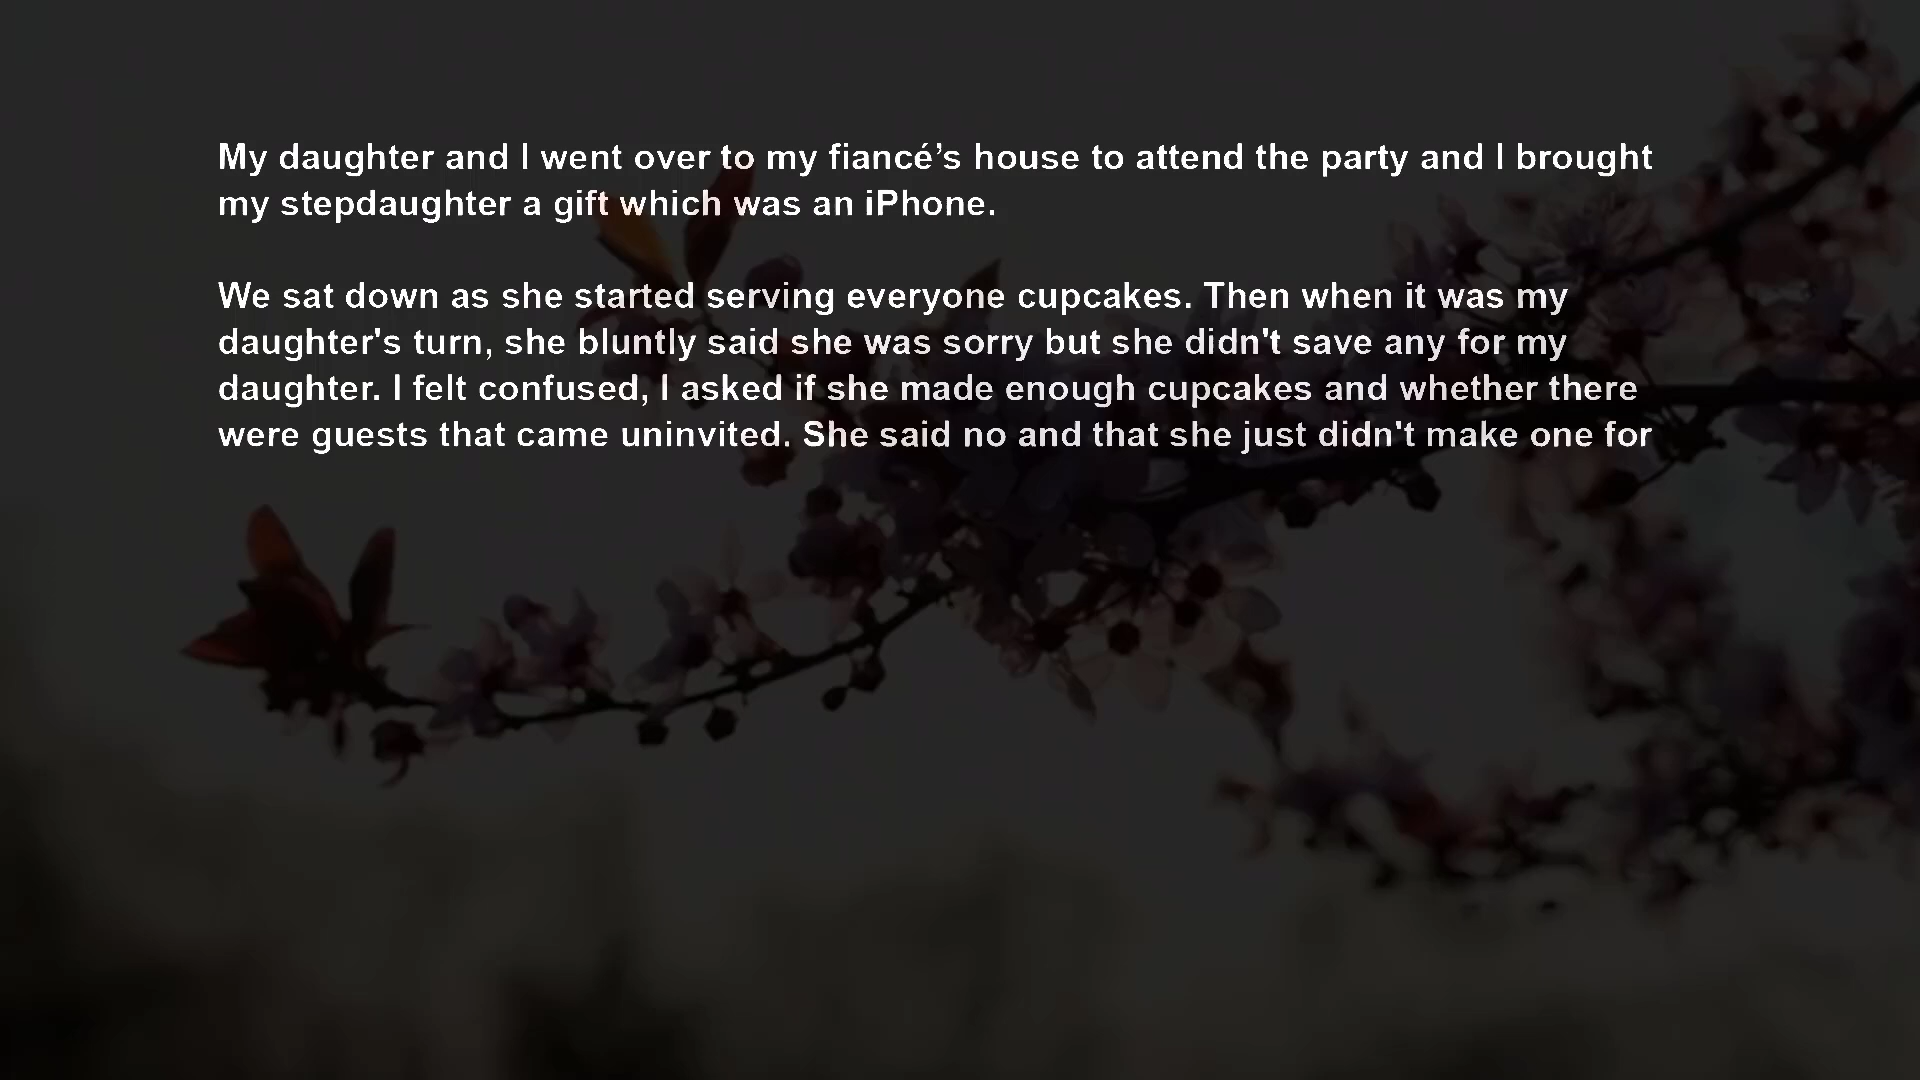 My daughter and I went over to my fiancé’s house to attend the party and I brought
my stepdaughter a gift which was an iPhone.
We sat down as she started serving everyone cupcakes. Then when it was my
daughter's turn, she bluntly said she was sorry but she didn't save any for my
daughter. I felt confused, I asked if she made enough cupcakes and whether there
were guests that came uninvited. She said no and that she just didn't make one for